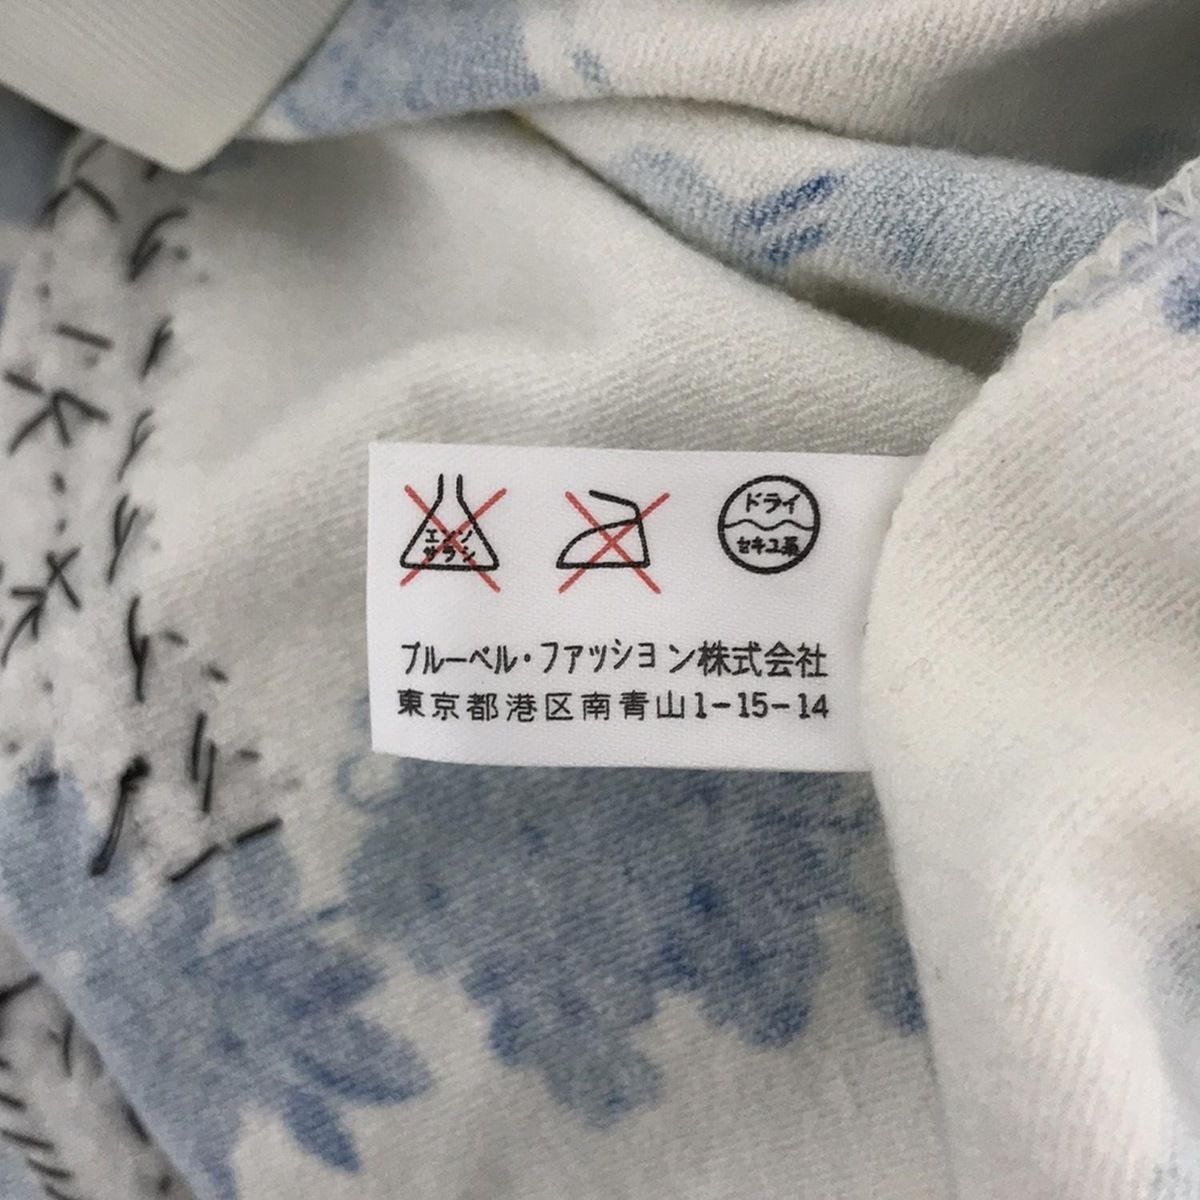 エンソ
サラシ
ドライ
セキユ系
ブルーベル・ファッション株式会社
東京都港区南青山1-15-14